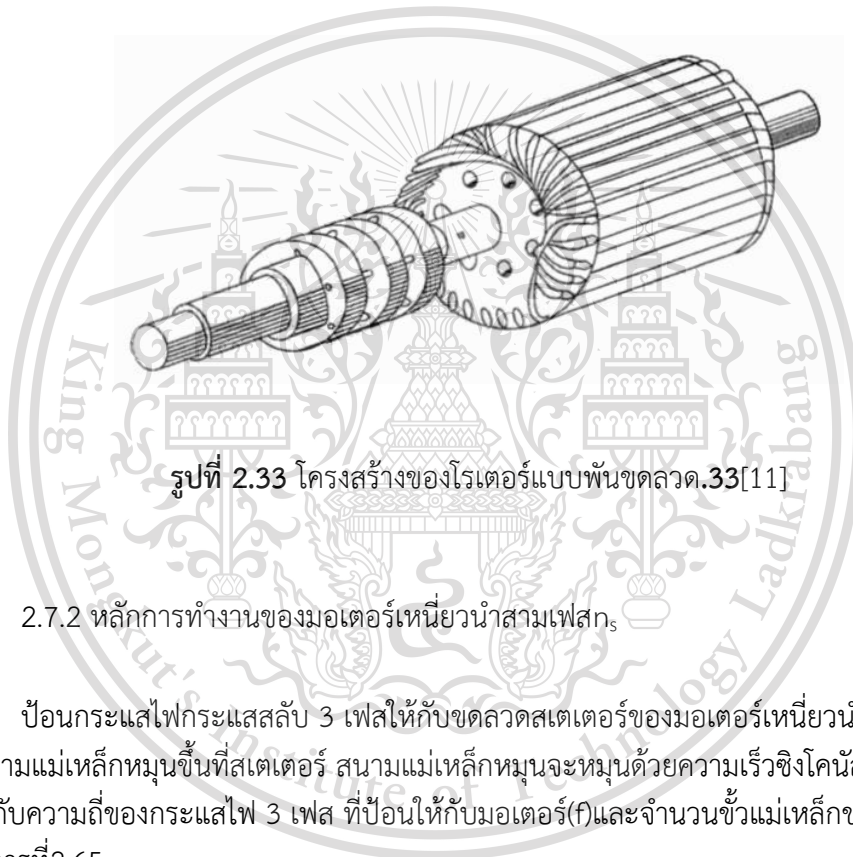 รูปที่ 2.33 โครงสร้างของโรเตอร์แบบพันขดลวด.33[11]
2.7.2 หลักการทำงานของมอเตอร์เหนี่ยวนำสามเฟสnₛ
ป้อนกระแสไฟกระแสสลับ 3 เฟสให้กับขดลวดสเตเตอร์ของมอเตอร์เหนี่ยวนำ
ามแม่เหล็กหมุนขึ้นที่สเตเตอร์ สนามแม่เหล็กหมุนจะหมุนด้วยความเร็วซิงโคนัส
กับความถี่ของกระแสไฟ 3 เฟส ที่ป้อนให้กับมอเตอร์(f)และจำนวนขั้วแม่เหล็กข
King Mongkut's Institute of Technology Ladkrabang